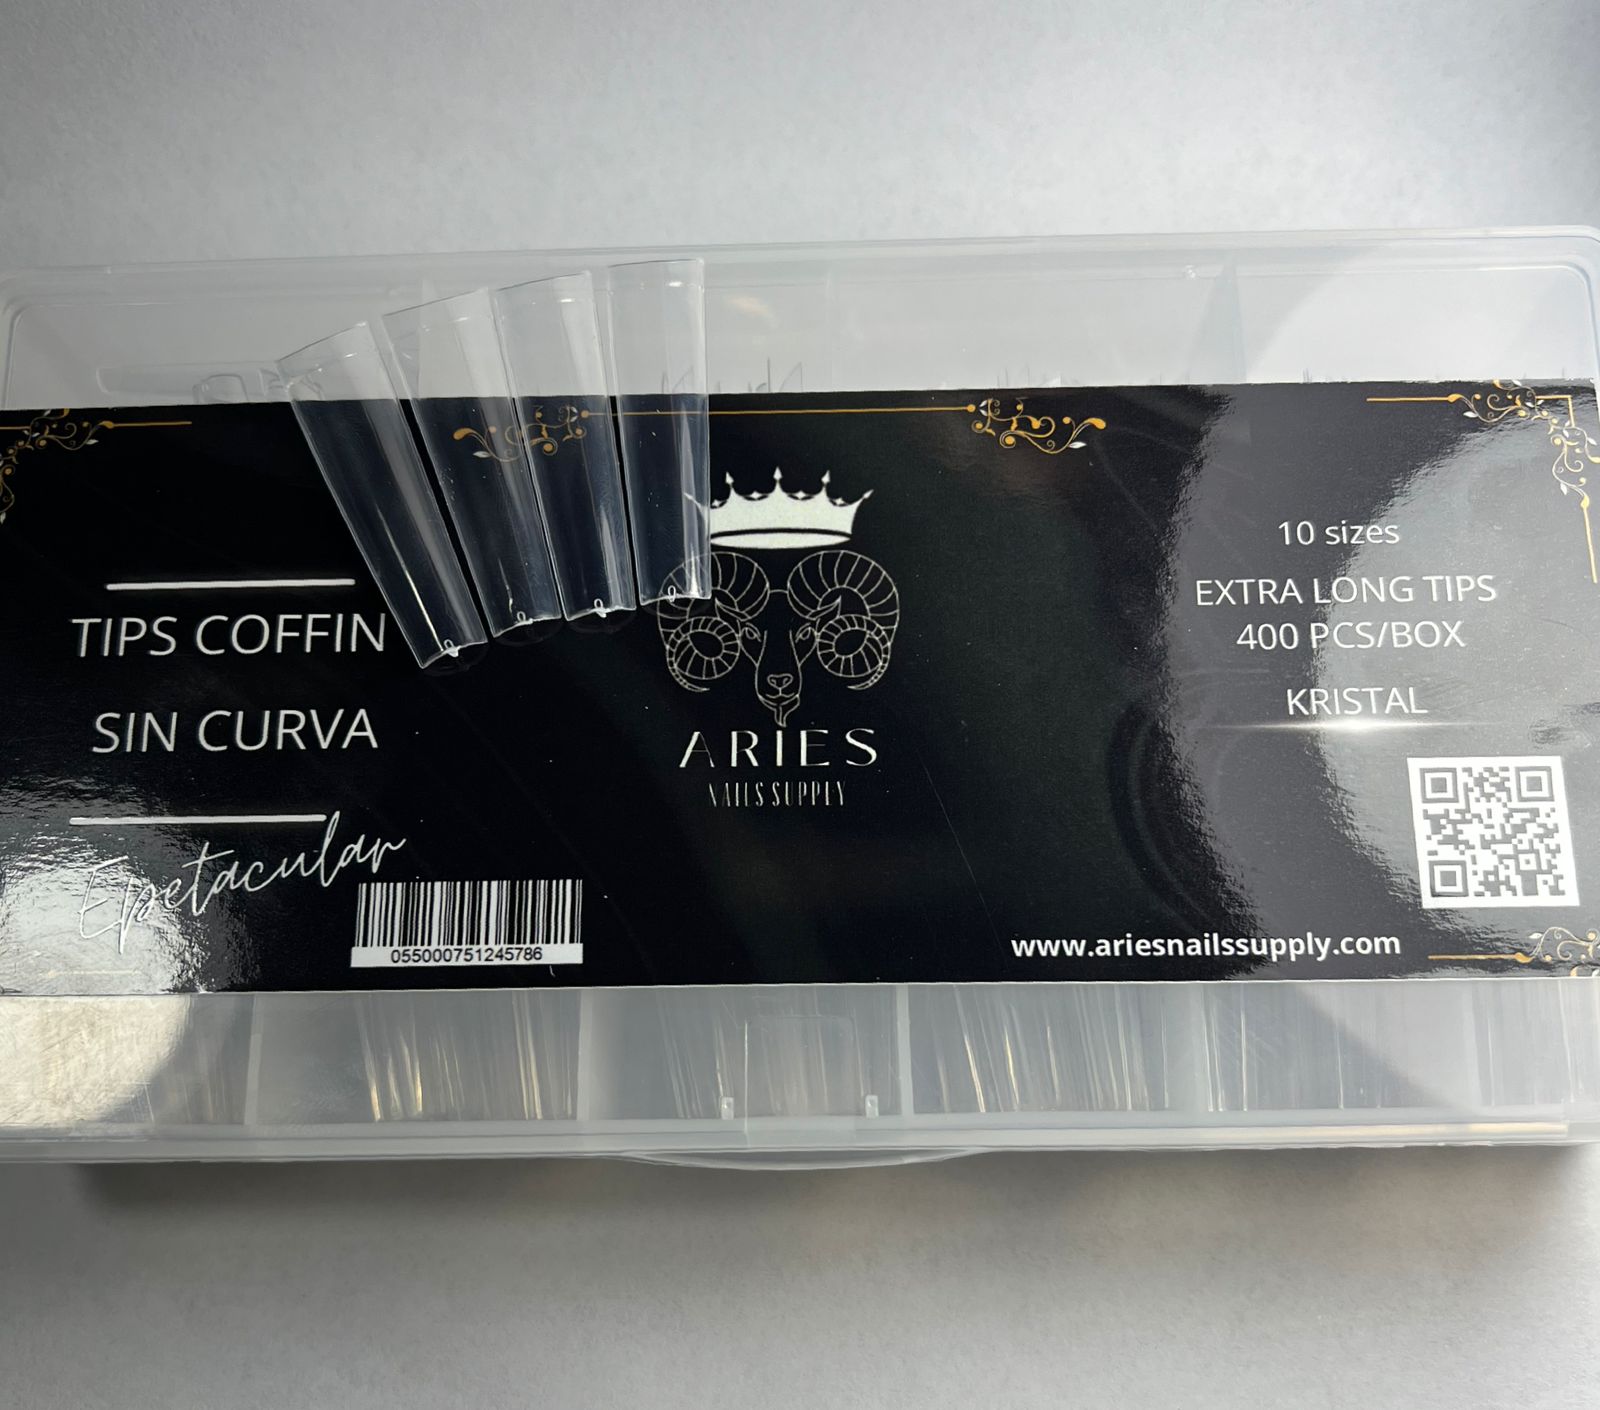 TIPS COFFIN
SIN CURVA
Epetacular
055000751245786
ARIES
NAILS SUPPLY
10 sizes
EXTRA LONG TIPS
400 PCS/BOX
KRISTAL
www.ariesnailssupply.com